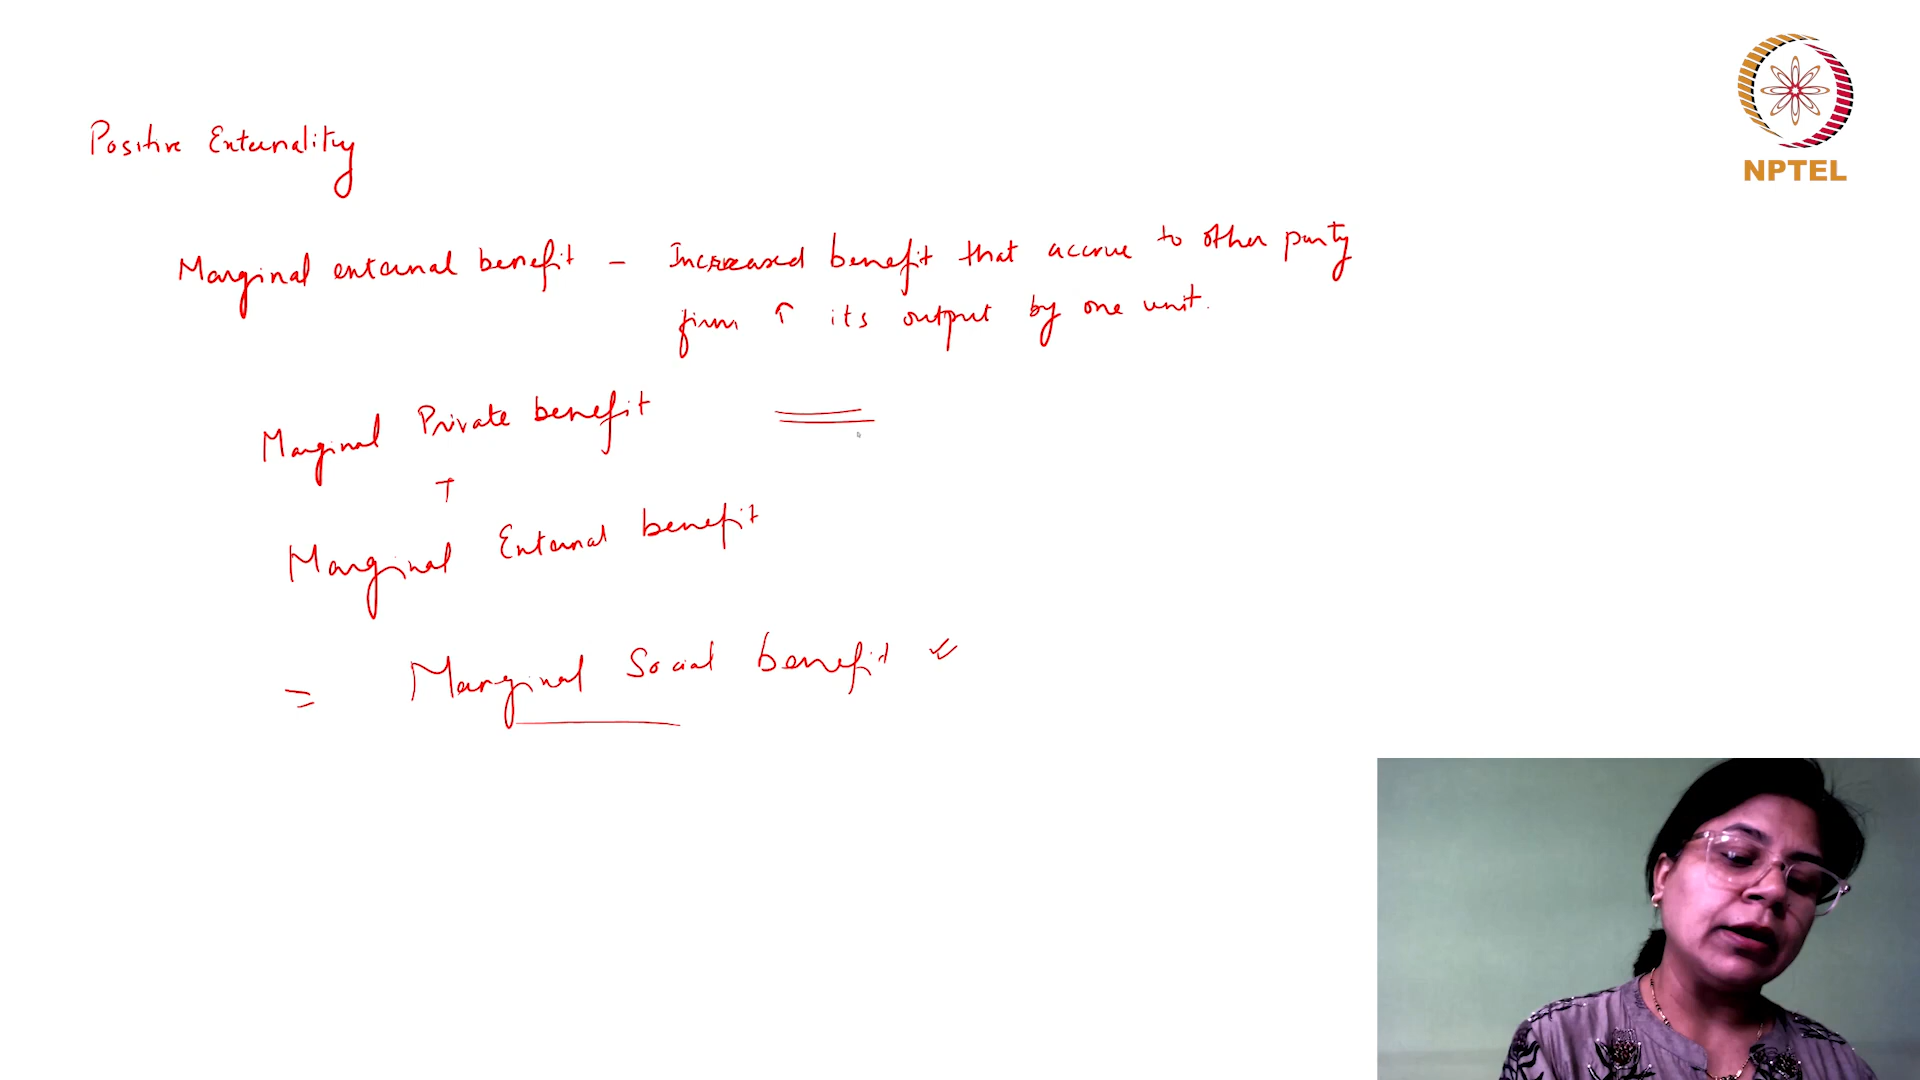 NPTEL
Positive Externality
Marginal external benefit – Increased benefit that accrue to other party
firm ↑ its output by one unit.
Marginal Private benefit
+
Marginal External benefit
= Marginal Social benefit